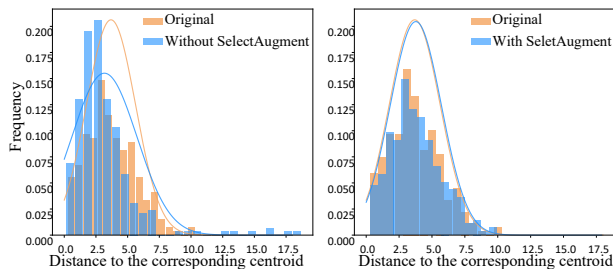 Original
Without SelectAugment
Frequency
0.200
0.175
0.150
0.125
0.100
0.075
0.050
0.025
0.000
0.0 2.5 5.0 7.5 10.0 12.5 15.0 17.5
Distance to the corresponding centroid
Original
With SeletAugment
0.200
0.175
0.150
0.125
0.100
0.075
0.050
0.025
0.000
0.0 2.5 5.0 7.5 10.0 12.5 15.0 17.5
Distance to the corresponding centroid